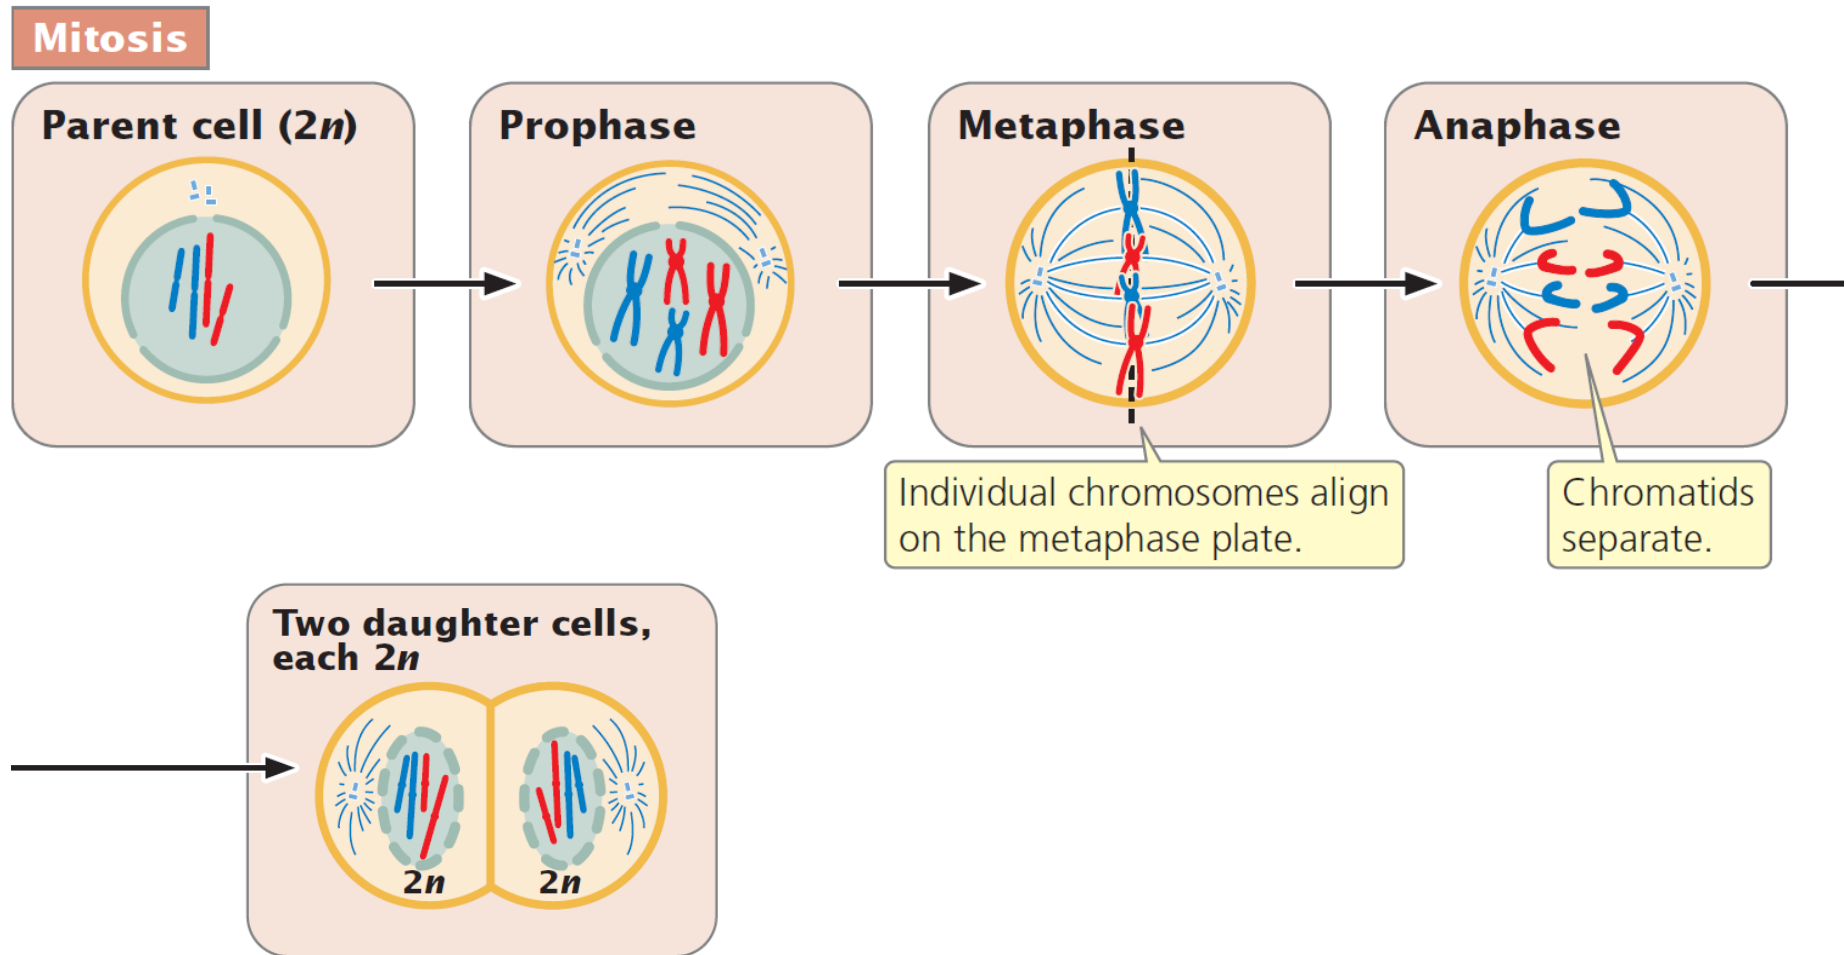 Mitosis
Parent cell (2n)
Prophase
Metaphase
Anaphase
Individual chromosomes align
on the metaphase plate.
Chromatids
separate.
Two daughter cells,
each 2n
2n
2n